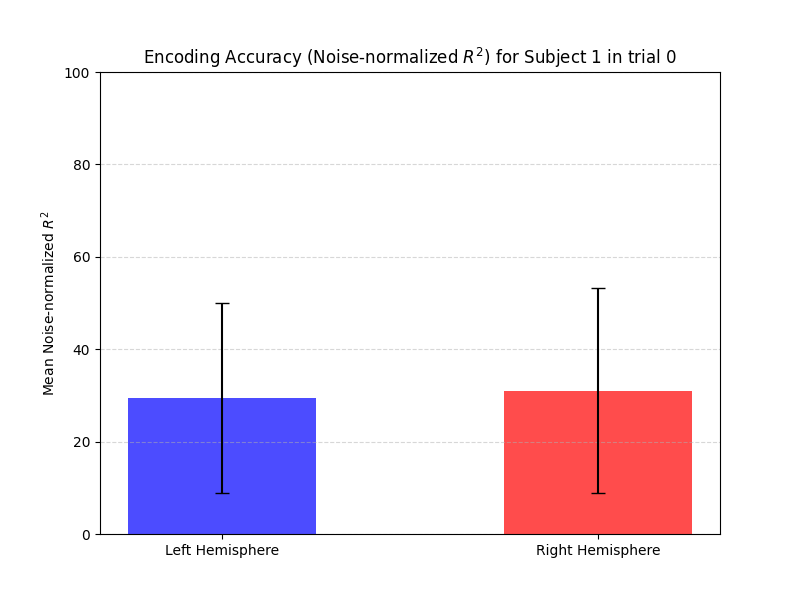 Encoding Accuracy (Noise-normalized R²) for Subject 1 in trial 0
Mean Noise-normalized R²
100
80
60
40
20
0
Left Hemisphere
Right Hemisphere